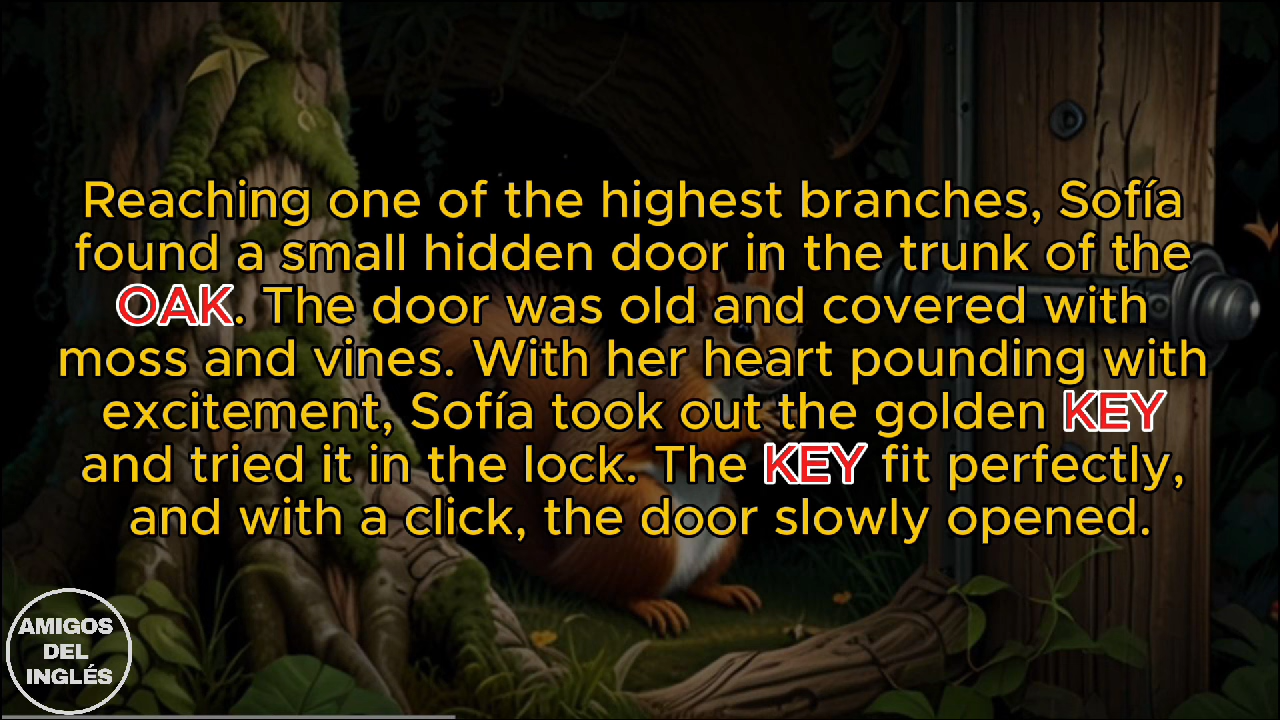 Reaching one of the highest branches, Sofía
found a small hidden door in the trunk of the
OAK. The door was old and covered with
moss and vines. With her heart pounding with
excitement, Sofía took out the golden KEY
and tried it in the lock. The KEY fit perfectly,
and with a click, the door slowly opened.
AMIGOS
DEL
INGLÉS